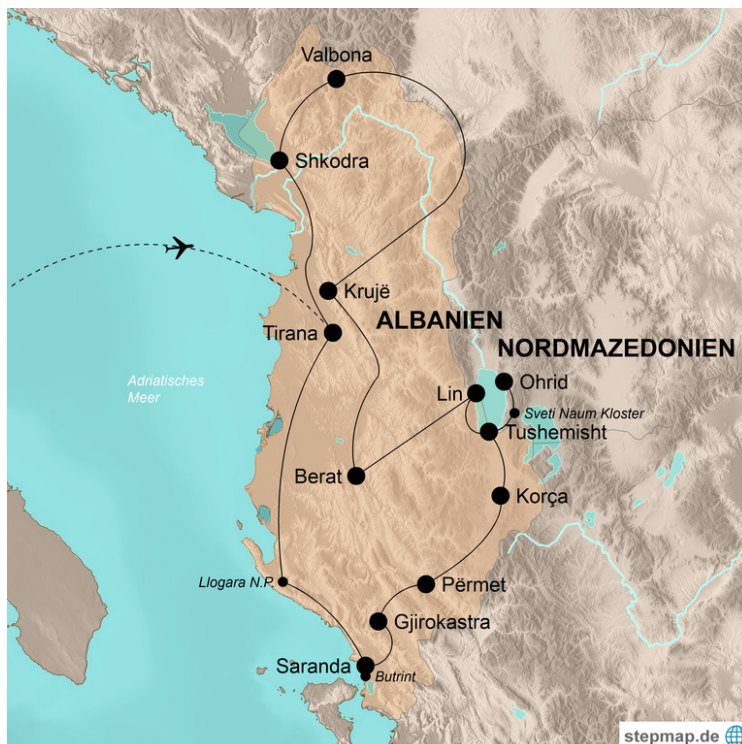 Valbona
Shkodra
Krujë
Tirana
ALBANIEN
NORDMAZEDONIEN
Adriatisches
Meer
Lin
Ohrid
Sveti Naum Kloster
Tushemisht
Berat
Korça
Llogara N.P.
Përmet
Gjirokastra
Saranda
Butrint
stepmap.de